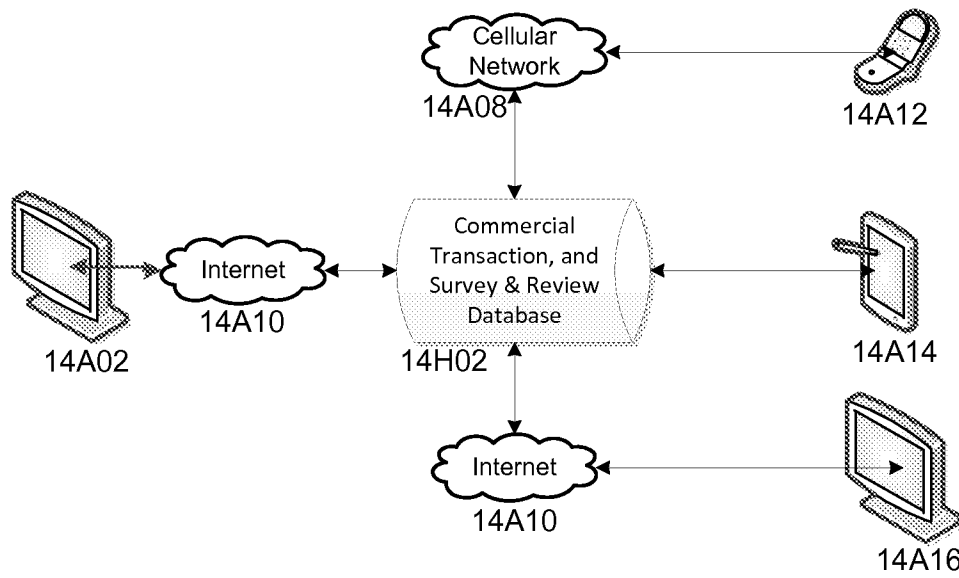 Cellular
Network
14A08
14A12
Commercial
Transaction, and
Survey & Review
Database
14H02
Internet
14A10
14A02
14A14
Internet
14A10
14A16